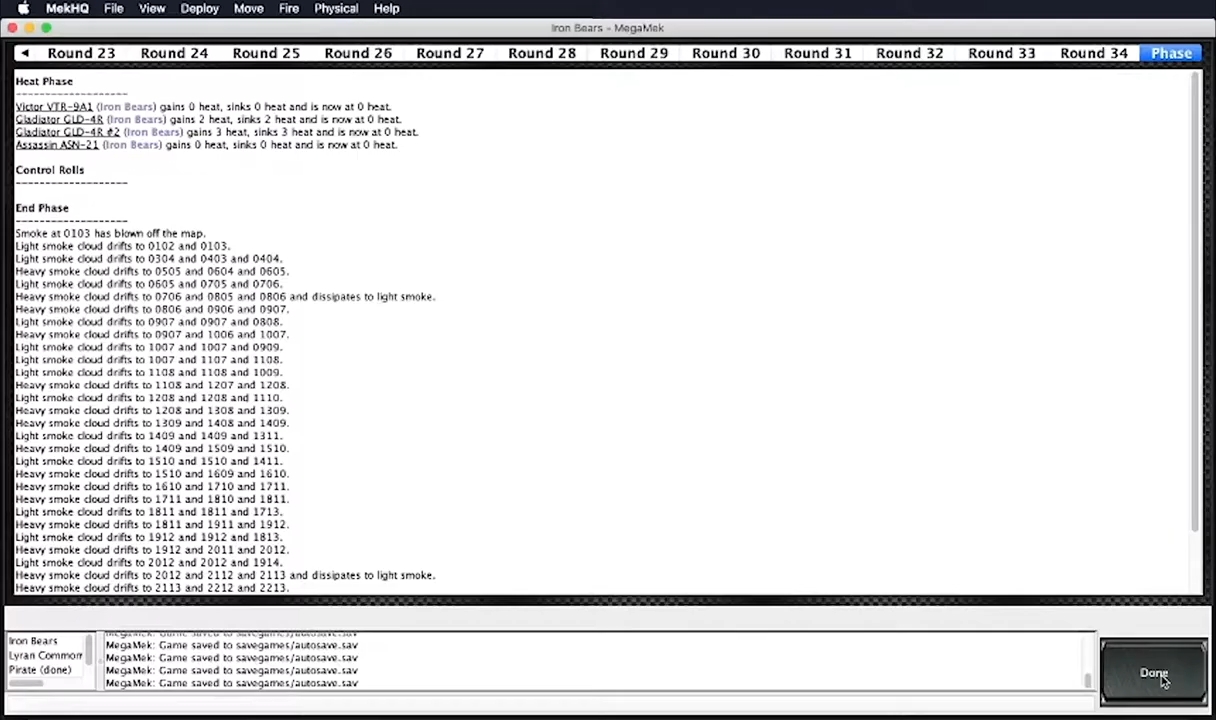 MekHQ File View Deploy Move Fire Physical Help
Iron Bears - MegaMek
Round 23 Round 24 Round 25 Round 26 Round 27 Round 28 Round 29 Round 30 Round 31 Round 32 Round 33 Round 34 Phase
Heat Phase
--------------------
Victor VTR-9A1 (Iron Bears) gains 0 heat, sinks 0 heat and is now at 0 heat.
Gladiator GLD-4R (Iron Bears) gains 2 heat, sinks 2 heat and is now at 0 heat.
Gladiator GLD-4R #2 (Iron Bears) gains 3 heat, sinks 3 heat and is now at 0 heat.
Assassin ASN-21 (Iron Bears) gains 0 heat, sinks 0 heat and is now at 0 heat.
Control Rolls
--------------------
End Phase
--------------------
Smoke at 0103 has blown off the map.
Light smoke cloud drifts to 0102 and 0103.
Light smoke cloud drifts to 0304 and 0403 and 0404.
Heavy smoke cloud drifts to 0505 and 0604 and 0605.
Light smoke cloud drifts to 0605 and 0705 and 0706.
Heavy smoke cloud drifts to 0706 and 0805 and 0806 and dissipates to light smoke.
Heavy smoke cloud drifts to 0806 and 0906 and 0907.
Light smoke cloud drifts to 0907 and 0907 and 0808.
Heavy smoke cloud drifts to 0907 and 1006 and 1007.
Light smoke cloud drifts to 1007 and 1007 and 0909.
Light smoke cloud drifts to 1007 and 1107 and 1108.
Light smoke cloud drifts to 1108 and 1108 and 1009.
Heavy smoke cloud drifts to 1108 and 1207 and 1208.
Light smoke cloud drifts to 1208 and 1208 and 1110.
Heavy smoke cloud drifts to 1208 and 1308 and 1309.
Heavy smoke cloud drifts to 1309 and 1408 and 1409.
Light smoke cloud drifts to 1409 and 1409 and 1311.
Heavy smoke cloud drifts to 1409 and 1509 and 1510.
Light smoke cloud drifts to 1510 and 1510 and 1411.
Heavy smoke cloud drifts to 1510 and 1609 and 1610.
Heavy smoke cloud drifts to 1610 and 1710 and 1711.
Heavy smoke cloud drifts to 1711 and 1810 and 1811.
Light smoke cloud drifts to 1811 and 1811 and 1713.
Heavy smoke cloud drifts to 1811 and 1911 and 1912.
Light smoke cloud drifts to 1912 and 1912 and 1813.
Heavy smoke cloud drifts to 1912 and 2011 and 2012.
Light smoke cloud drifts to 2012 and 2012 and 1914.
Heavy smoke cloud drifts to 2012 and 2112 and 2113 and dissipates to light smoke.
Heavy smoke cloud drifts to 2113 and 2212 and 2213.
Iron Bears
Lyran Common
Pirate (done)
MegaMek: Game saved to savegames/autosave.sav
MegaMek: Game saved to savegames/autosave.sav
MegaMek: Game saved to savegames/autosave.sav
MegaMek: Game saved to savegames/autosave.sav
MegaMek: Game saved to savegames/autosave.sav
Done